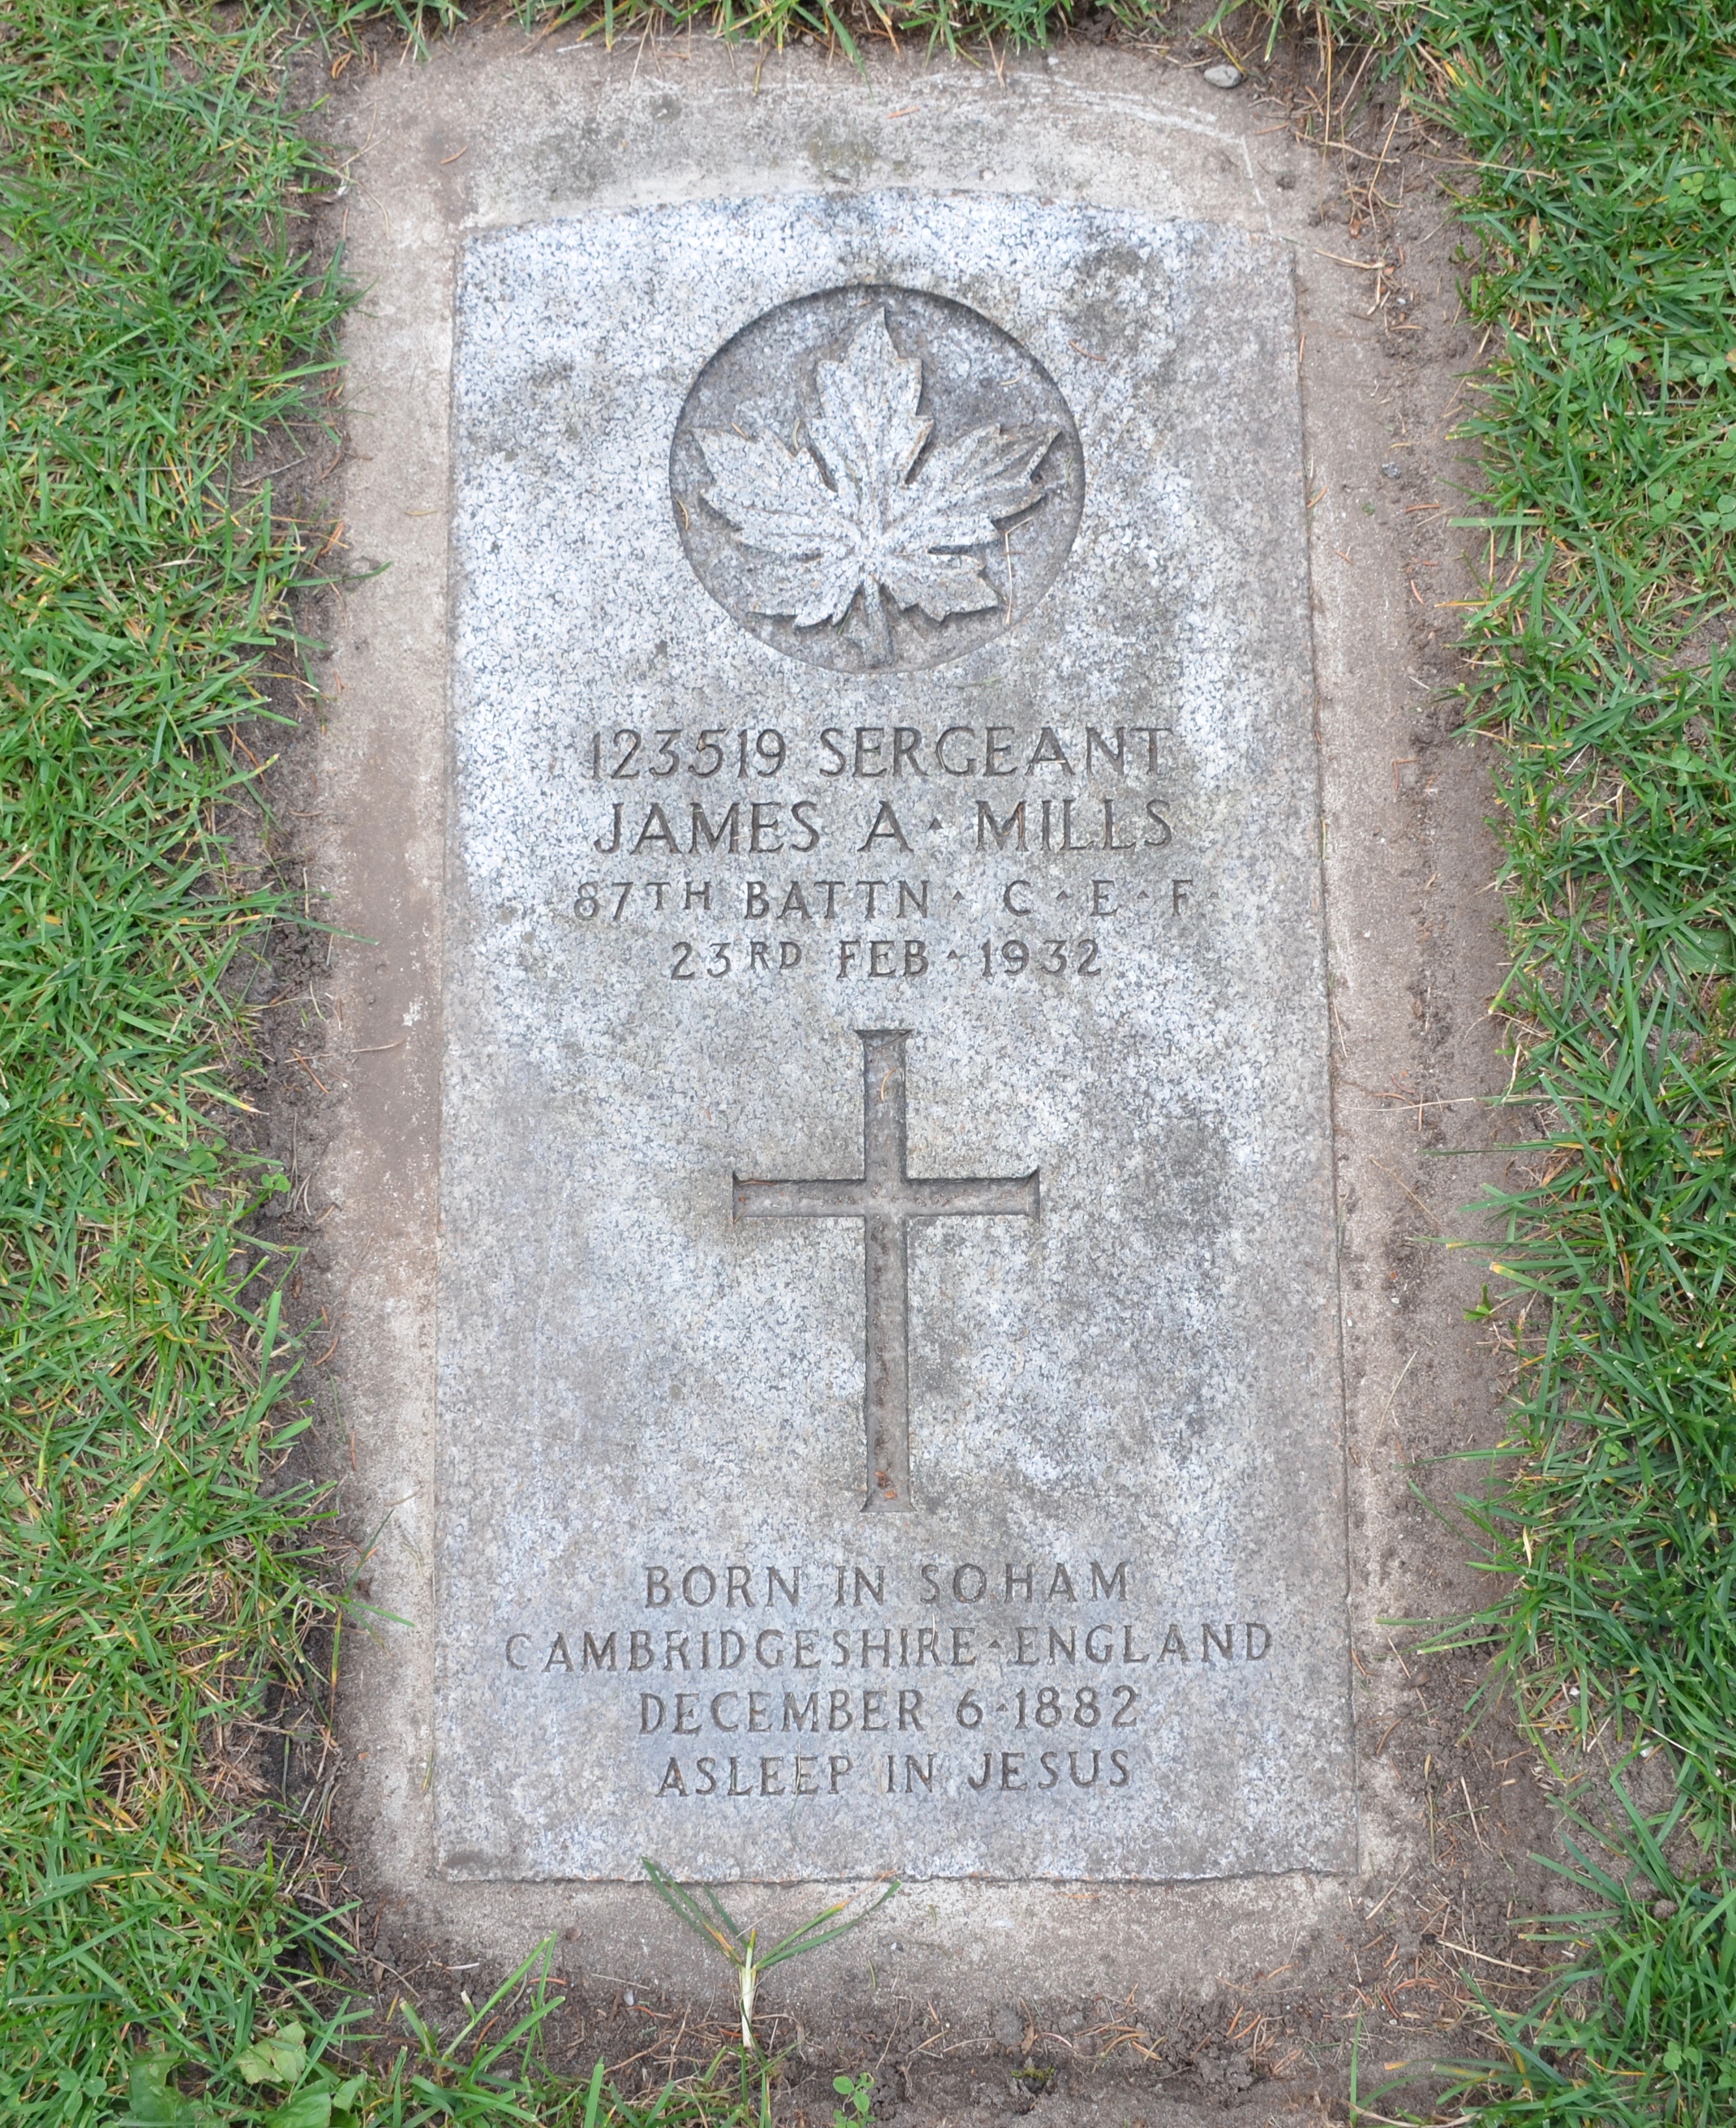 123519 SERGEANT
JAMES A· MILLS
87TH BATTN· C·E·F·
23RD FEB·1932
BORN IN SOHAM
CAMBRIDGESHIRE·ENGLAND
DECEMBER 6·1882
ASLEEP IN JESUS